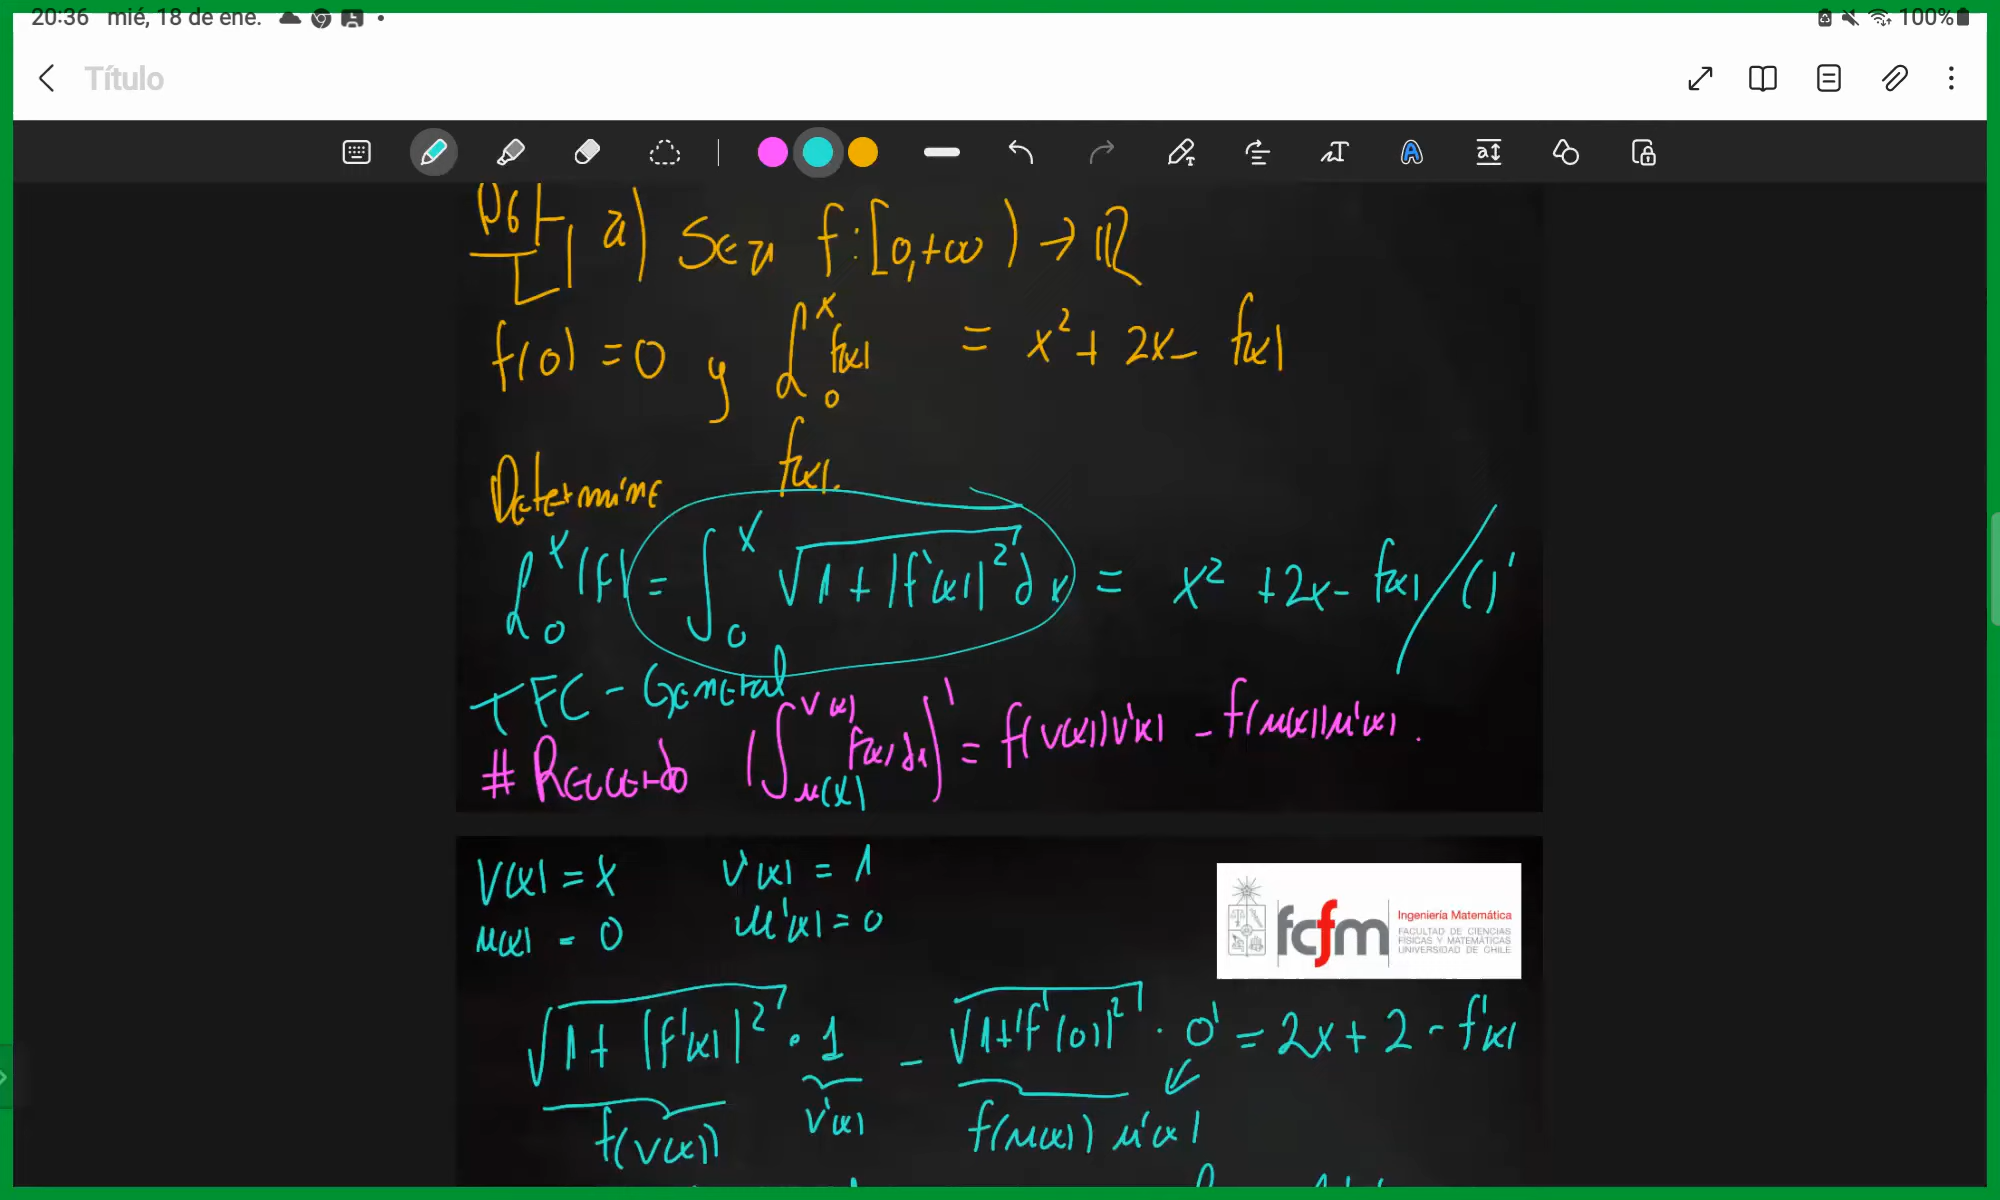 20:36 mié, 18 de ene. 100%
Título
a) Sea f:[0,+∞) → ℝ
f(0) = 0 y L₀ˣ f(x) = x² + 2x - f(x)
Determine f(x).
L₀ˣ(f) = ∫₀ˣ √(1 + (f'(x))²) dx = x² + 2x - f(x) / ()'
TFC - General
# Recuerdo (∫_{u(x)}^{v(x)} f(x)dx)' = f(v(x))v'(x) - f(u(x))u'(x).
V(x) = x v'(x) = 1
u(x) = 0 u'(x) = 0
fcfm
Ingeniería Matemática
FACULTAD DE CIENCIAS
FÍSICAS Y MATEMÁTICAS
UNIVERSIDAD DE CHILE
√(1 + (f'(x))²) · 1 - √(1 + (f'(0))²) · 0' = 2x + 2 - f'(x)
f(v(x)) v'(x) f(u(x)) u'(x)